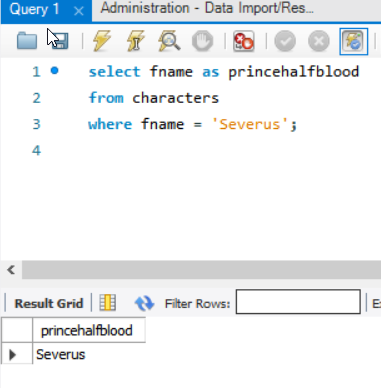 Query 1 × Administration - Data Import/Res...
1 select fname as princehalfblood
2 from characters
3 where fname = 'Severus';
4
Result Grid Filter Rows:
princehalfblood
Severus